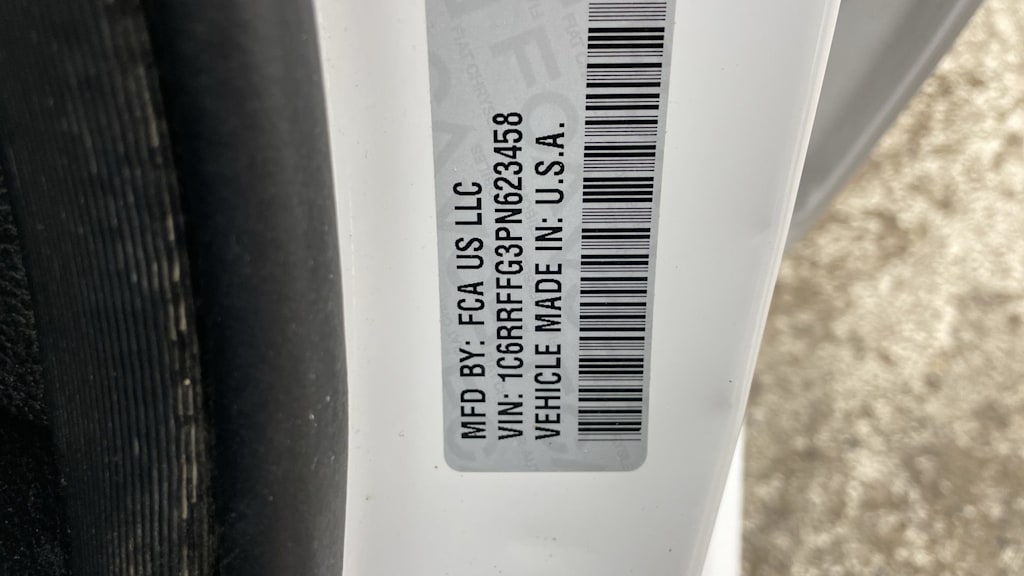 MFD BY: FCA US LLC
VIN: 1C6RRFFG3PN623458
VEHICLE MADE IN: U.S.A.